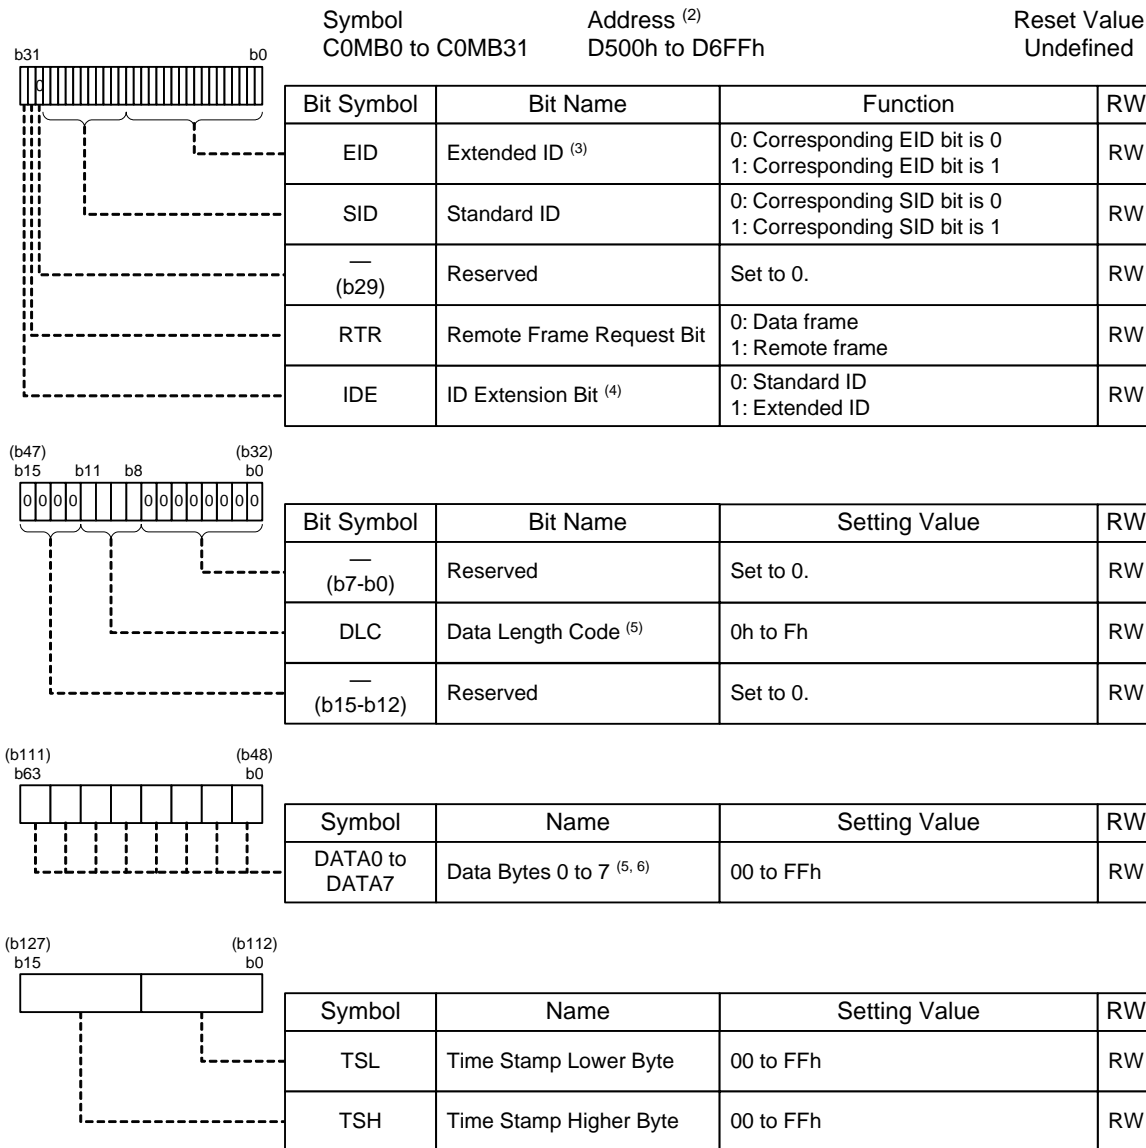 Symbol Address (2) Reset Value
C0MB0 to C0MB31 D500h to D6FFh Undefined
b31 b0
0
Bit Symbol Bit Name Function RW
EID Extended ID (3) 0: Corresponding EID bit is 0
1: Corresponding EID bit is 1 RW
SID Standard ID 0: Corresponding SID bit is 0
1: Corresponding SID bit is 1 RW
—
(b29) Reserved Set to 0. RW
RTR Remote Frame Request Bit 0: Data frame
1: Remote frame RW
IDE ID Extension Bit (4) 0: Standard ID
1: Extended ID RW
(b47) (b32)
b15 b11 b8 b0
0 0 0 0 0 0 0 0 0 0 0 0
Bit Symbol Bit Name Setting Value RW
—
(b7-b0) Reserved Set to 0. RW
DLC Data Length Code (5) 0h to Fh RW
—
(b15-b12) Reserved Set to 0. RW
(b111) (b48)
b63 b0
Symbol Name Setting Value RW
DATA0 to
DATA7 Data Bytes 0 to 7 (5, 6) 00 to FFh RW
(b127) (b112)
b15 b0
Symbol Name Setting Value RW
TSL Time Stamp Lower Byte 00 to FFh RW
TSH Time Stamp Higher Byte 00 to FFh RW